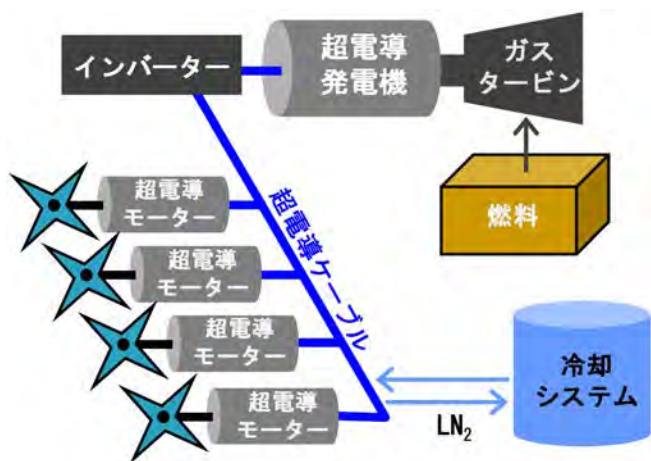 インバーター
超電導
発電機
ガス
タービン
燃料
超電導
モーター
超電導
モーター
超電導
モーター
超電導
モーター
超電導ケーブル
冷却
システム
LN₂